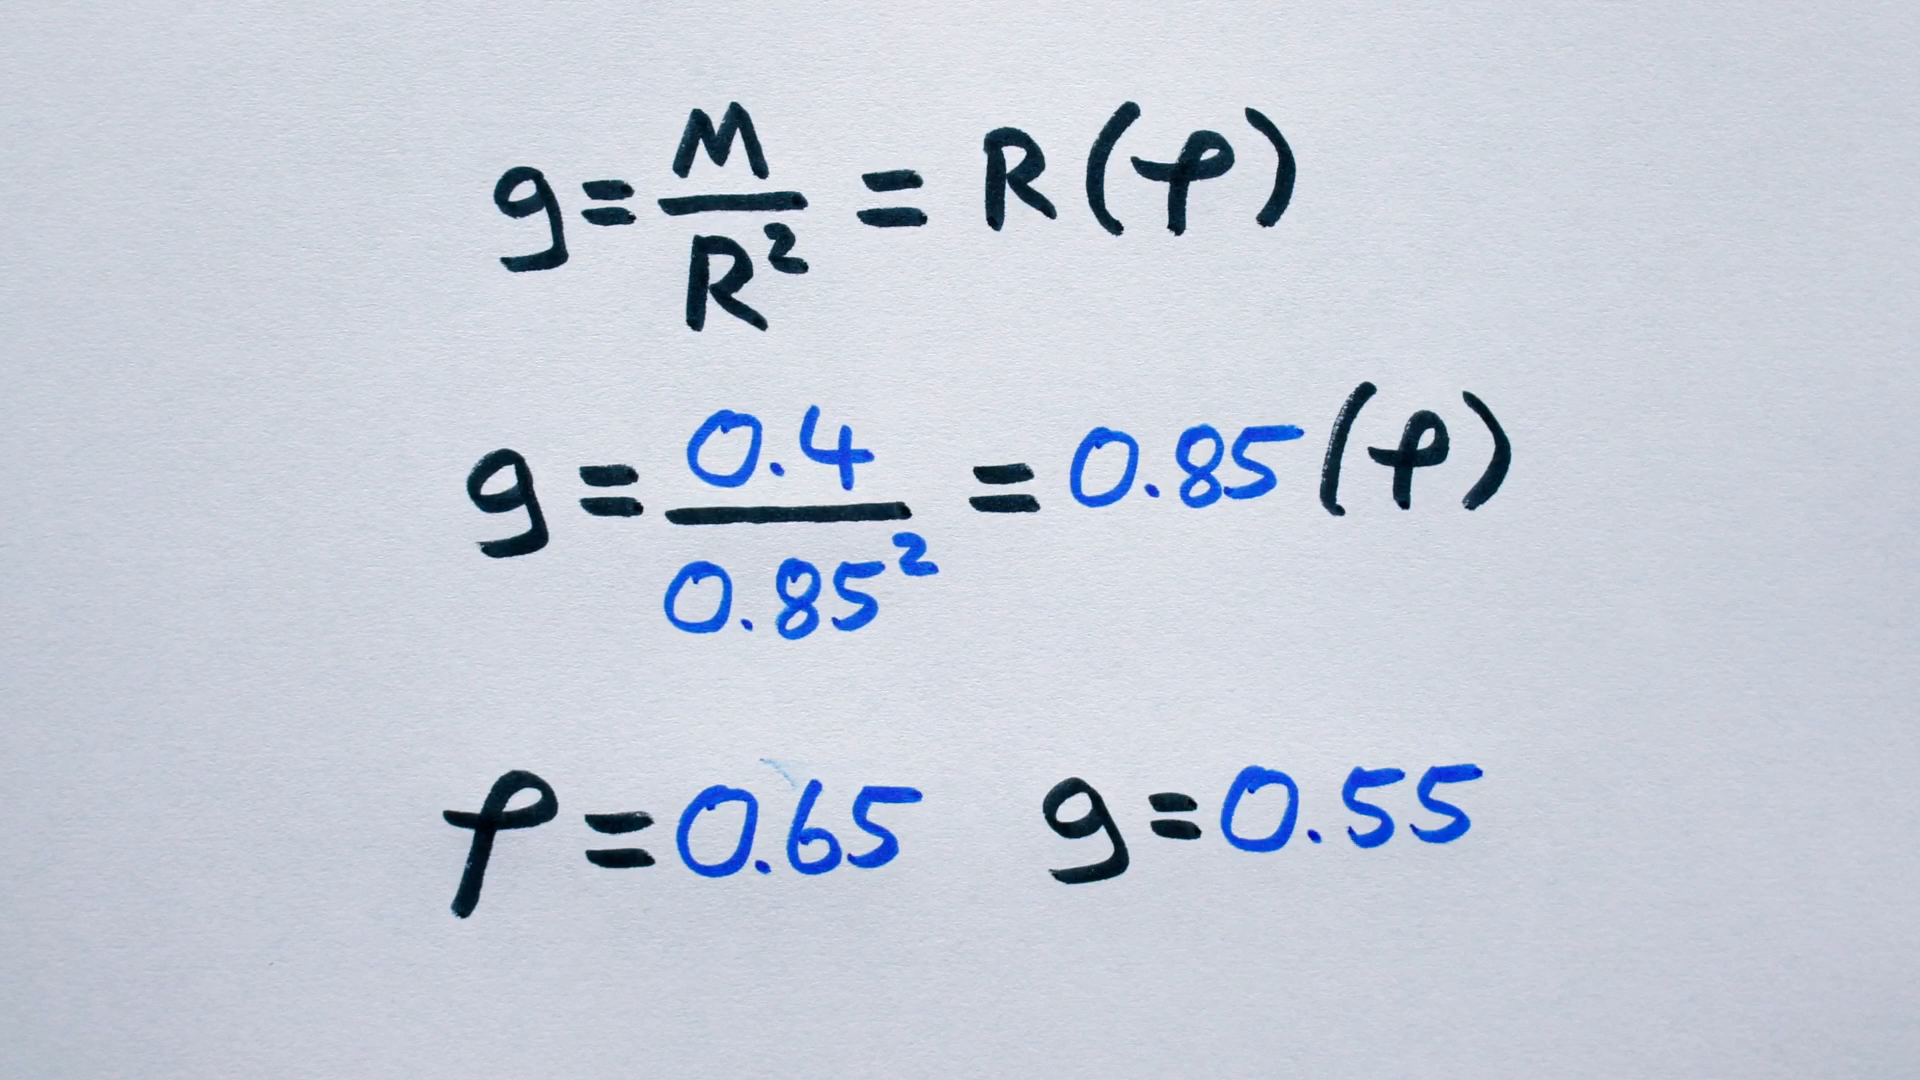 g = M/R² = R(ρ)
g = 0.4/0.85² = 0.85(ρ)
ρ = 0.65 g = 0.55